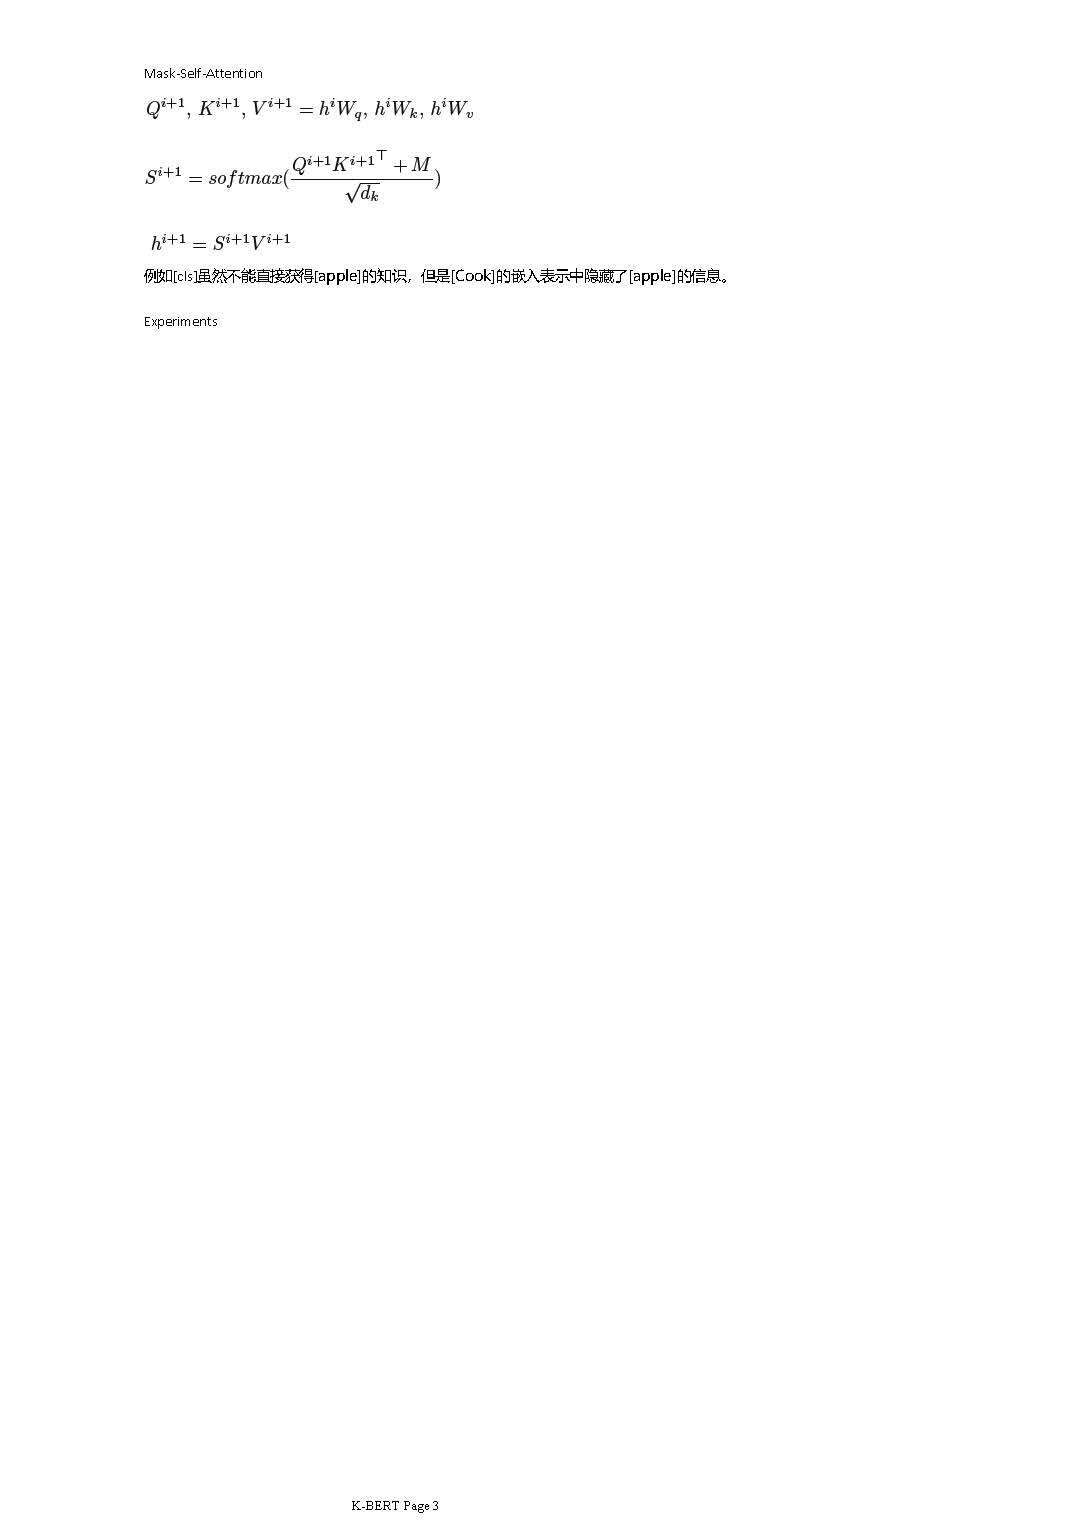 Mask-Self-Attention
$Q^{i+1}, K^{i+1}, V^{i+1} = h^i W_q, h^i W_k, h^i W_v$
$S^{i+1} = softmax(\frac{Q^{i+1} {K^{i+1}}^\top + M}{\sqrt{d_k}})$
$h^{i+1} = S^{i+1} V^{i+1}$
例如[cls]虽然不能直接获得[apple]的知识，但是[Cook]的嵌入表示中隐藏了[apple]的信息。
Experiments
K-BERT Page 3